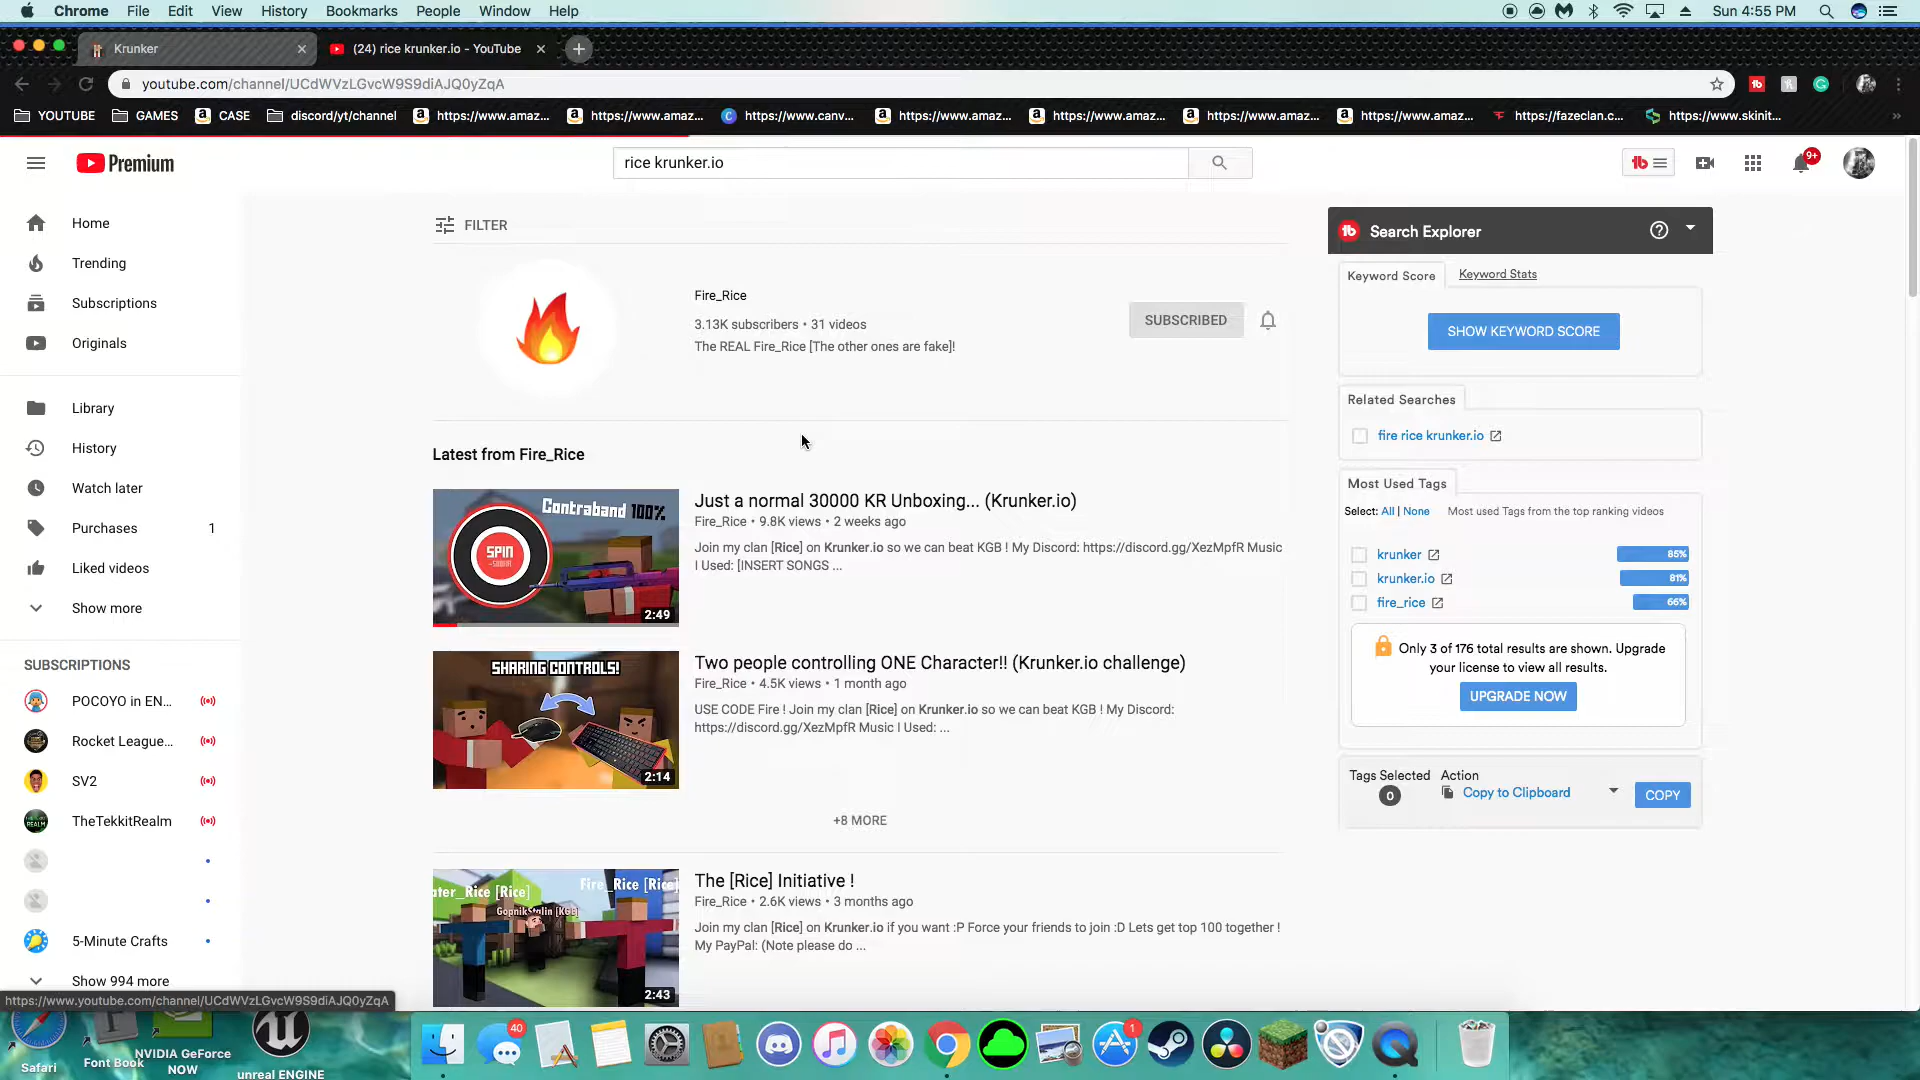 Chrome File Edit View History Bookmarks People Window Help Sun 4:55 PM
Krunker
(24) rice krunker.io - YouTube
youtube.com/channel/UCdWVzLGvcW9S9diAJQ0yZqA
YOUTUBE GAMES CASE discord/yt/channel https://www.amaz... https://www.amaz... https://www.canv... https://www.amaz... https://www.amaz... https://www.amaz... https://www.amaz... https://fazeclan.c... https://www.skinit...
Premium
rice krunker.io
9+
Home
Trending
Subscriptions
Originals
Library
History
Watch later
Purchases 1
Liked videos
Show more
SUBSCRIPTIONS
POCOYO in EN...
Rocket League...
SV2
TheTekkitRealm
5-Minute Crafts
Show 994 more
https://www.youtube.com/channel/UCdWVzLGvcW9S9diAJQ0yZqA
FILTER
Fire_Rice
3.13K subscribers • 31 videos
The REAL Fire_Rice [The other ones are fake]!
SUBSCRIBED
Latest from Fire_Rice
Contraband 100%
SPIN
2:49
Just a normal 30000 KR Unboxing... (Krunker.io)
Fire_Rice • 9.8K views • 2 weeks ago
Join my clan [Rice] on Krunker.io so we can beat KGB ! My Discord: https://discord.gg/XezMpfR Music
I Used: [INSERT SONGS ...
SHARING CONTROLS!
2:14
Two people controlling ONE Character!! (Krunker.io challenge)
Fire_Rice • 4.5K views • 1 month ago
USE CODE Fire ! Join my clan [Rice] on Krunker.io so we can beat KGB ! My Discord:
https://discord.gg/XezMpfR Music I Used: ...
+8 MORE
ater_Rice [Rice]
Fire_Rice [Rice]
GopnikStalin [KGB]
2:43
The [Rice] Initiative !
Fire_Rice • 2.6K views • 3 months ago
Join my clan [Rice] on Krunker.io if you want :P Force your friends to join :D Lets get top 100 together !
My PayPal: (Note please do ...
Search Explorer
Keyword Score Keyword Stats
SHOW KEYWORD SCORE
Related Searches
fire rice krunker.io
Most Used Tags
Select: All | None Most used Tags from the top ranking videos
krunker 85%
krunker.io 81%
fire_rice 66%
Only 3 of 176 total results are shown. Upgrade
your license to view all results.
UPGRADE NOW
Tags Selected Action
0 Copy to Clipboard COPY
Safari
Font Book
NVIDIA GeForce
NOW
unreal ENGINE
40
1